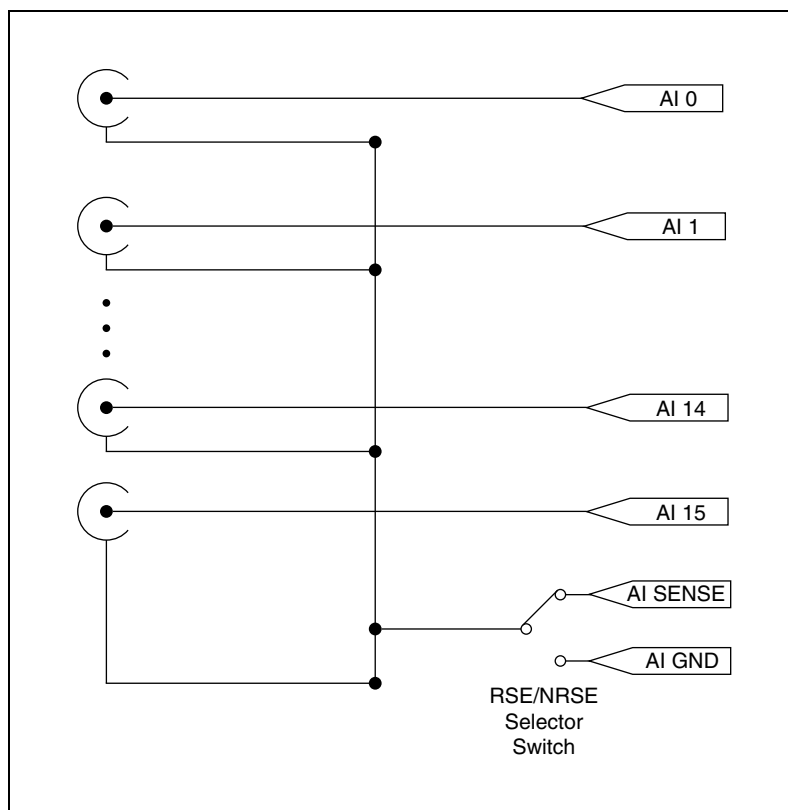 AI 0
AI 1
AI 14
AI 15
AI SENSE
AI GND
RSE/NRSE
Selector
Switch